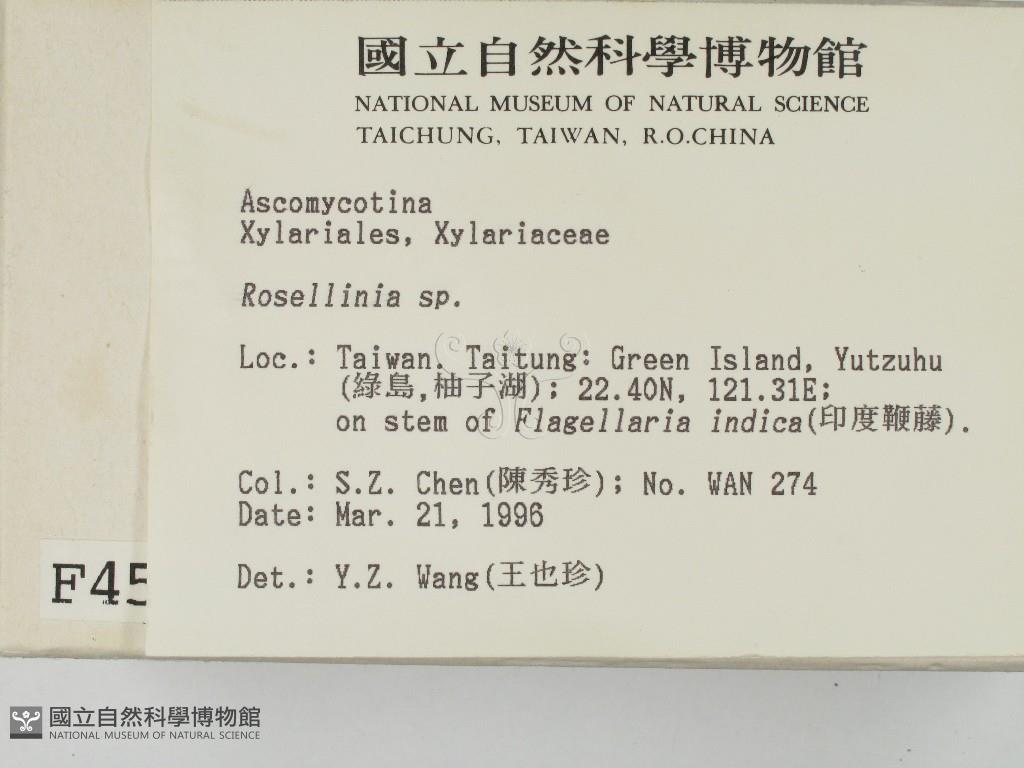 國立自然科學博物館
NATIONAL MUSEUM OF NATURAL SCIENCE
TAICHUNG, TAIWAN, R.O.CHINA
Ascomycotina
Xylariales, Xylariaceae
Rosellinia sp.
Loc.: Taiwan. Taitung: Green Island, Yutzuhu
(綠島,柚子湖); 22.40N, 121.31E;
on stem of Flagellaria indica(印度鞭藤).
Col.: S.Z. Chen(陳秀珍); No. WAN 274
Date: Mar. 21, 1996
Det.: Y.Z. Wang(王也珍)
F45
國立自然科學博物館
NATIONAL MUSEUM OF NATURAL SCIENCE